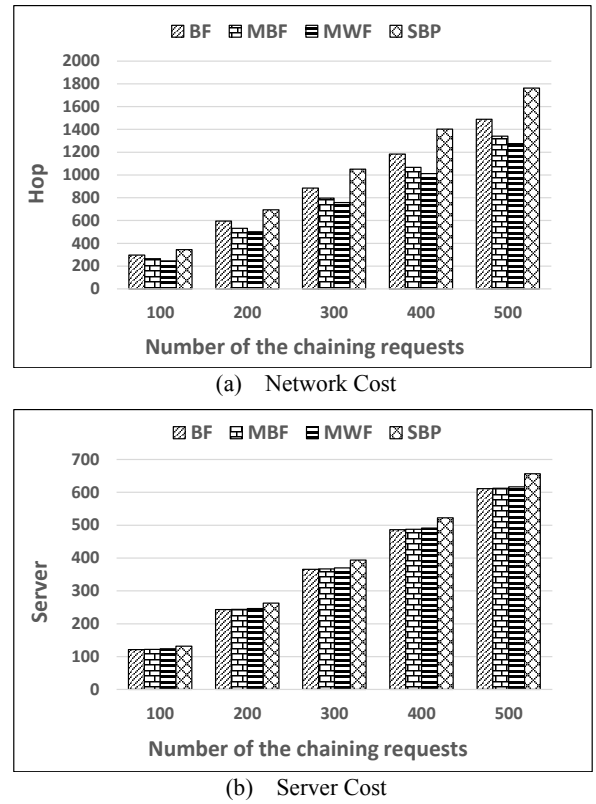 BF MBF MWF SBP
2000
1800
1600
1400
1200
1000
800
600
400
200
0
Hop
100 200 300 400 500
Number of the chaining requests
(a) Network Cost
BF MBF MWF SBP
700
600
500
400
300
200
100
0
Server
100 200 300 400 500
Number of the chaining requests
(b) Server Cost